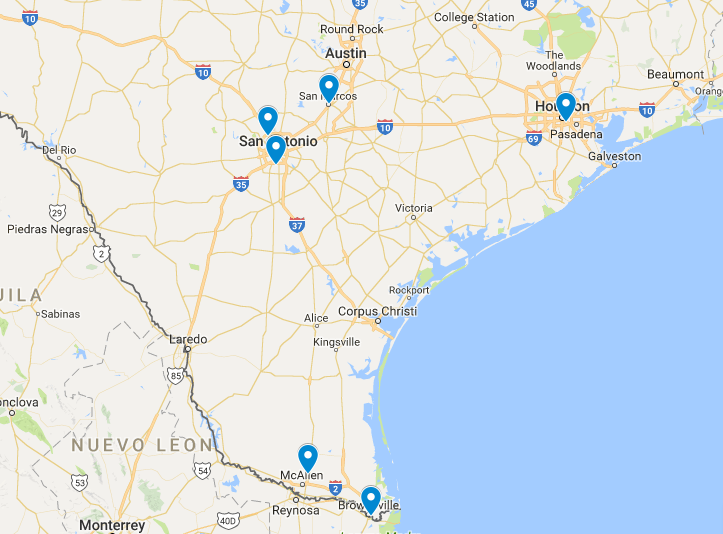 35
45
10
Round Rock
College Station
Austin
The
Woodlands
10
Beaumont
San Marcos
Houston
10
10
San Antonio
69
Pasadena
Del Rio
Galveston
35
29
Victoria
37
Piedras Negras
2
UILA
Rockport
Sabinas
Alice
Corpus Christi
Laredo
Kingsville
85
onclova
NUEVO LEON
54
McAllen
53
2
Reynosa
Brownsville
40D
Monterrey